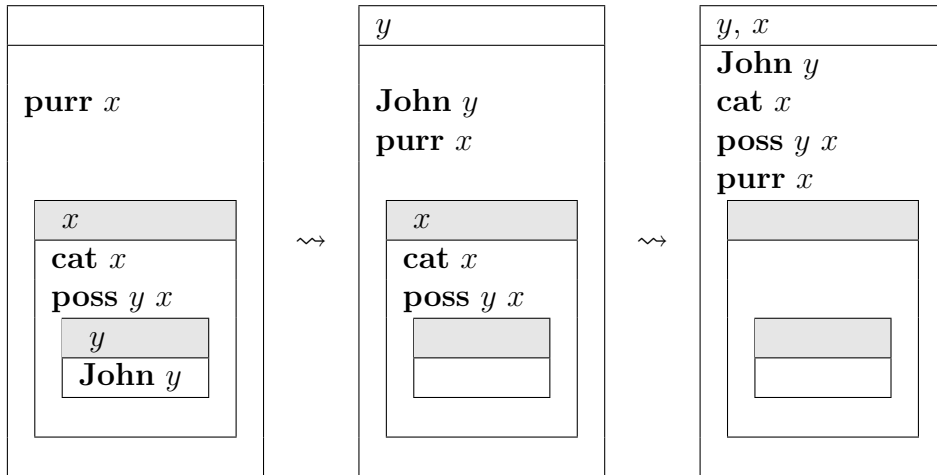 purr x
x
cat x
poss y x
y
John y
⇝
y
John y
purr x
x
cat x
poss y x
⇝
y, x
John y
cat x
poss y x
purr x